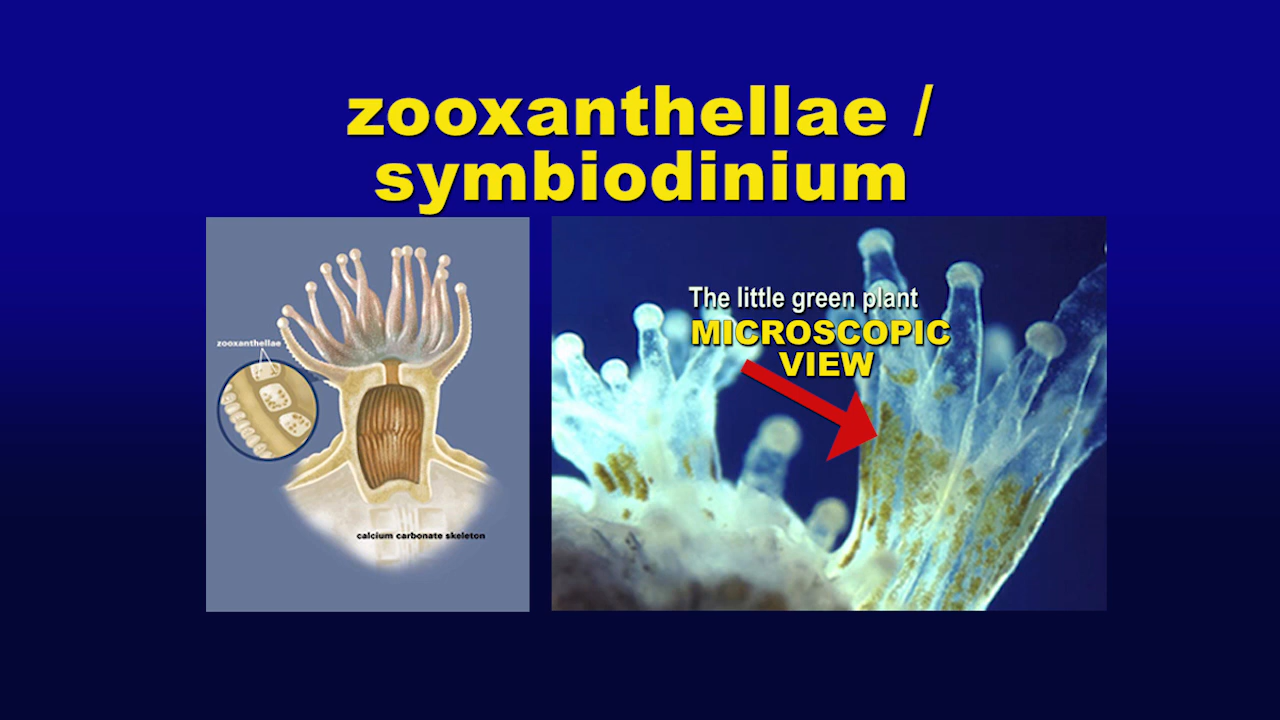 zooxanthellae /
symbiodinium
zooxanthellae
calcium carbonate skeleton
The little green plant
MICROSCOPIC
VIEW